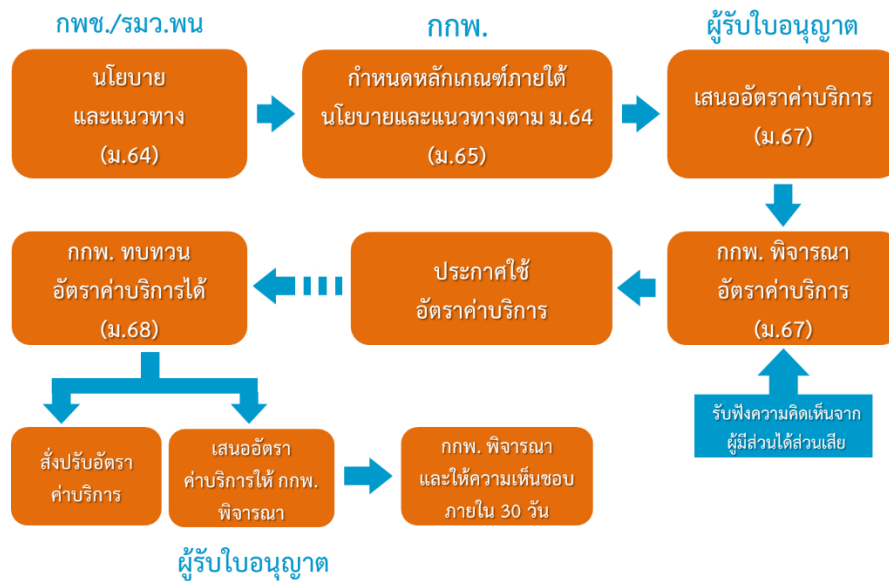 กพช./รมว.พน
นโยบาย
และแนวทาง
(ม.64)
กกพ.
กำหนดหลักเกณฑ์ภายใต้
นโยบายและแนวทางตาม ม.64
(ม.65)
ผู้รับใบอนุญาต
เสนออัตราค่าบริการ
(ม.67)
กกพ. พิจารณา
อัตราค่าบริการ
(ม.67)
รับฟังความคิดเห็นจาก
ผู้มีส่วนได้ส่วนเสีย
ประกาศใช้
อัตราค่าบริการ
กกพ. ทบทวน
อัตราค่าบริการได้
(ม.68)
สั่งปรับอัตรา
ค่าบริการ
เสนออัตรา
ค่าบริการให้ กกพ.
พิจารณา
ผู้รับใบอนุญาต
กกพ. พิจารณา
และให้ความเห็นชอบ
ภายใน 30 วัน